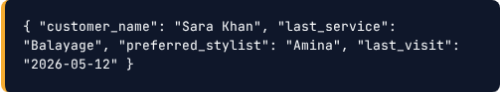 { "customer_name": "Sara Khan", "last_service":
"Balayage", "preferred_stylist": "Amina", "last_visit":
"2026-05-12" }